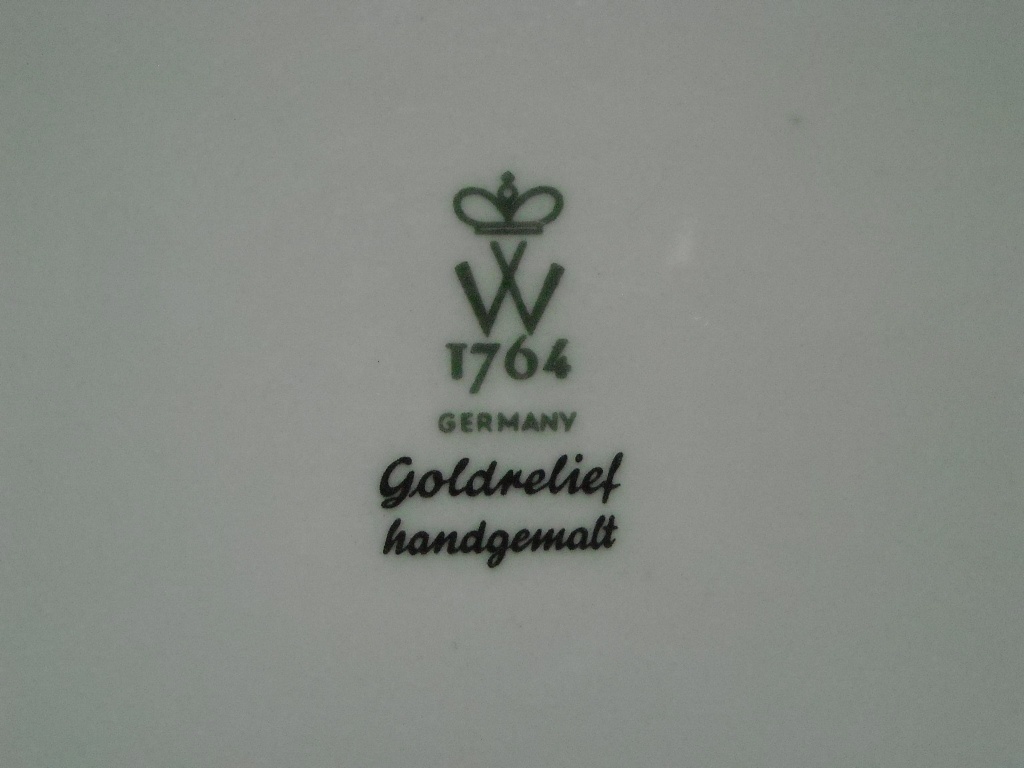 W
1764
GERMANY
Goldrelief
handgemalt